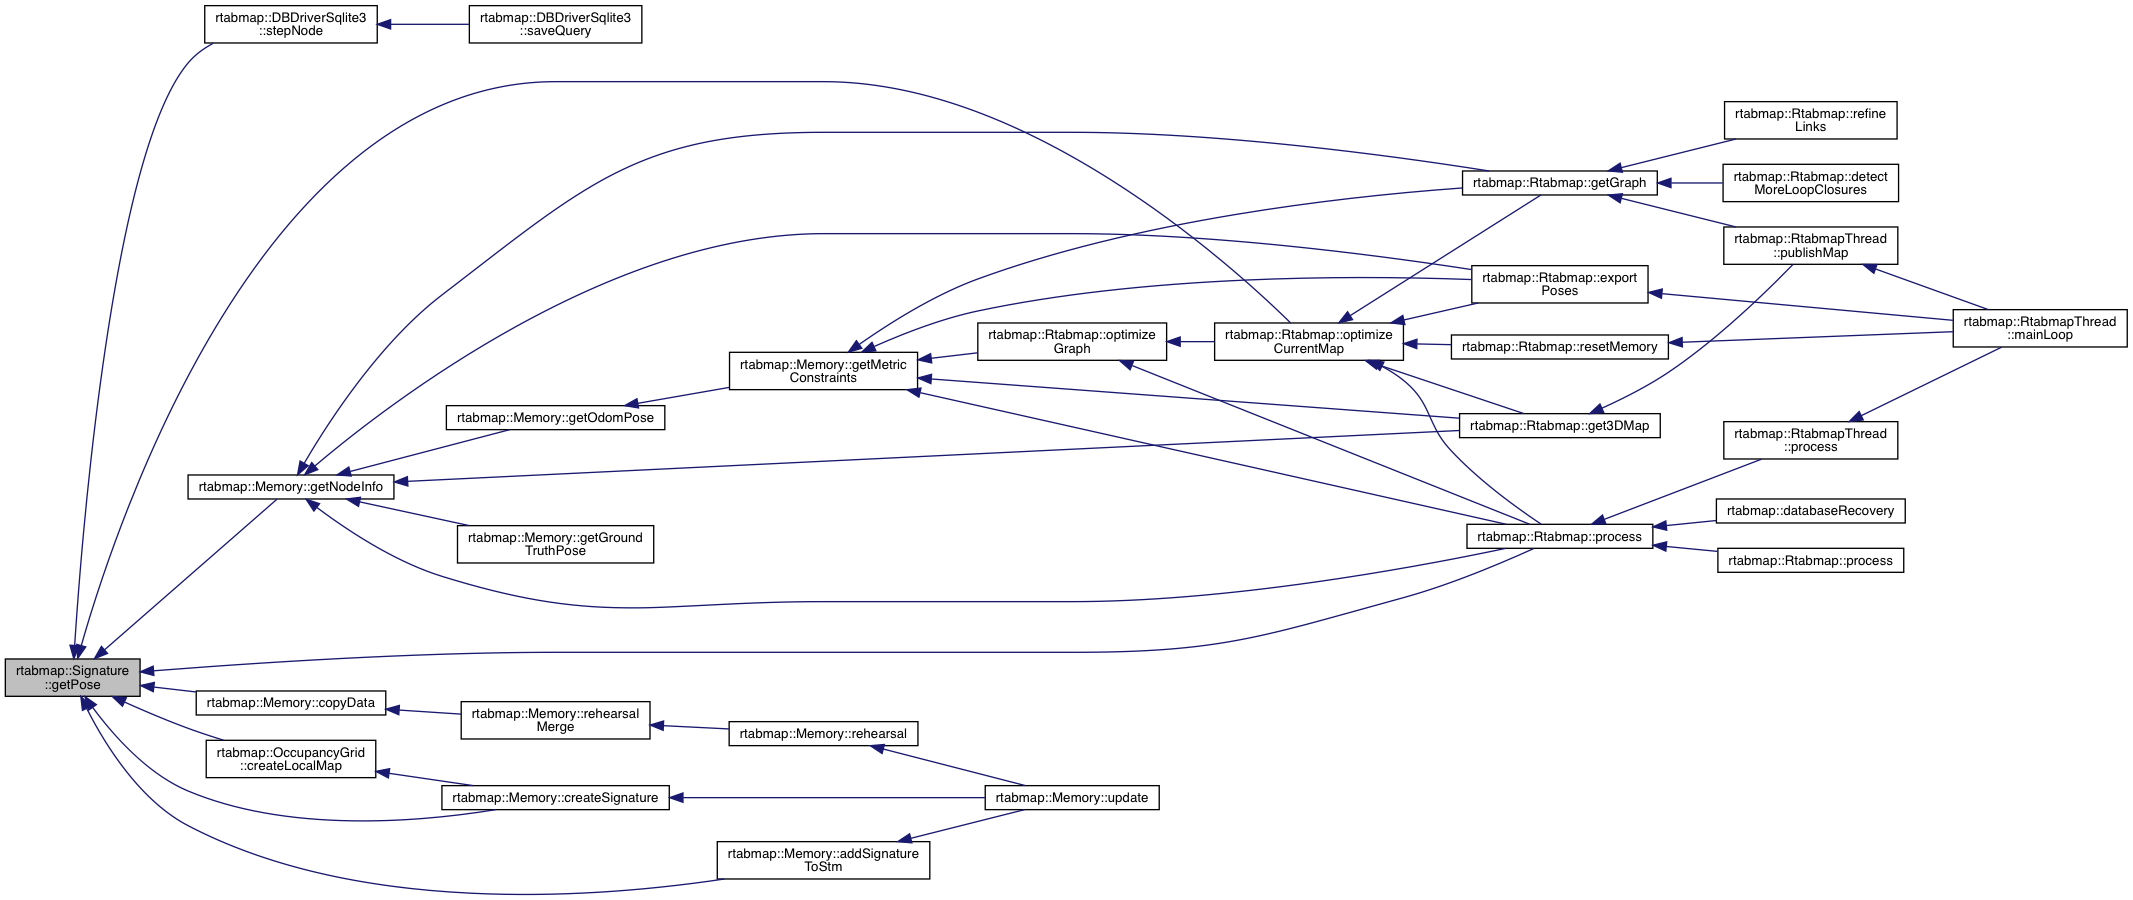 rtabmap::DBDriverSqlite3
::stepNode
rtabmap::DBDriverSqlite3
::saveQuery
rtabmap::Rtabmap::refine
Links
rtabmap::Rtabmap::getGraph
rtabmap::Rtabmap::detect
MoreLoopClosures
rtabmap::RtabmapThread
::publishMap
rtabmap::Rtabmap::export
Poses
rtabmap::RtabmapThread
::mainLoop
rtabmap::Rtabmap::optimize
Graph
rtabmap::Rtabmap::optimize
CurrentMap
rtabmap::Rtabmap::resetMemory
rtabmap::Memory::getMetric
Constraints
rtabmap::Memory::getOdomPose
rtabmap::Rtabmap::get3DMap
rtabmap::RtabmapThread
::process
rtabmap::Memory::getNodeInfo
rtabmap::databaseRecovery
rtabmap::Memory::getGround
TruthPose
rtabmap::Rtabmap::process
rtabmap::Rtabmap::process
rtabmap::Signature
::getPose
rtabmap::Memory::copyData
rtabmap::Memory::rehearsal
Merge
rtabmap::Memory::rehearsal
rtabmap::OccupancyGrid
::createLocalMap
rtabmap::Memory::createSignature
rtabmap::Memory::update
rtabmap::Memory::addSignature
ToStm